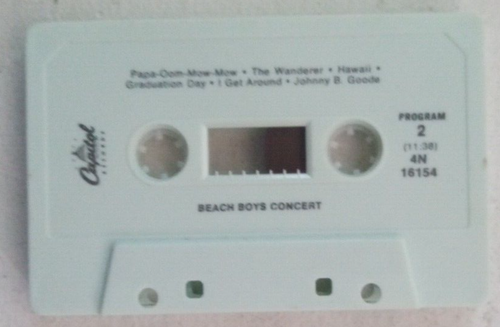 Papa-Oom-Mow-Mow • The Wanderer • Hawaii •
Graduation Day • I Get Around • Johnny B. Goode
PROGRAM
2
(11:38)
4N
16154
Capitol
RECORDS
BEACH BOYS CONCERT